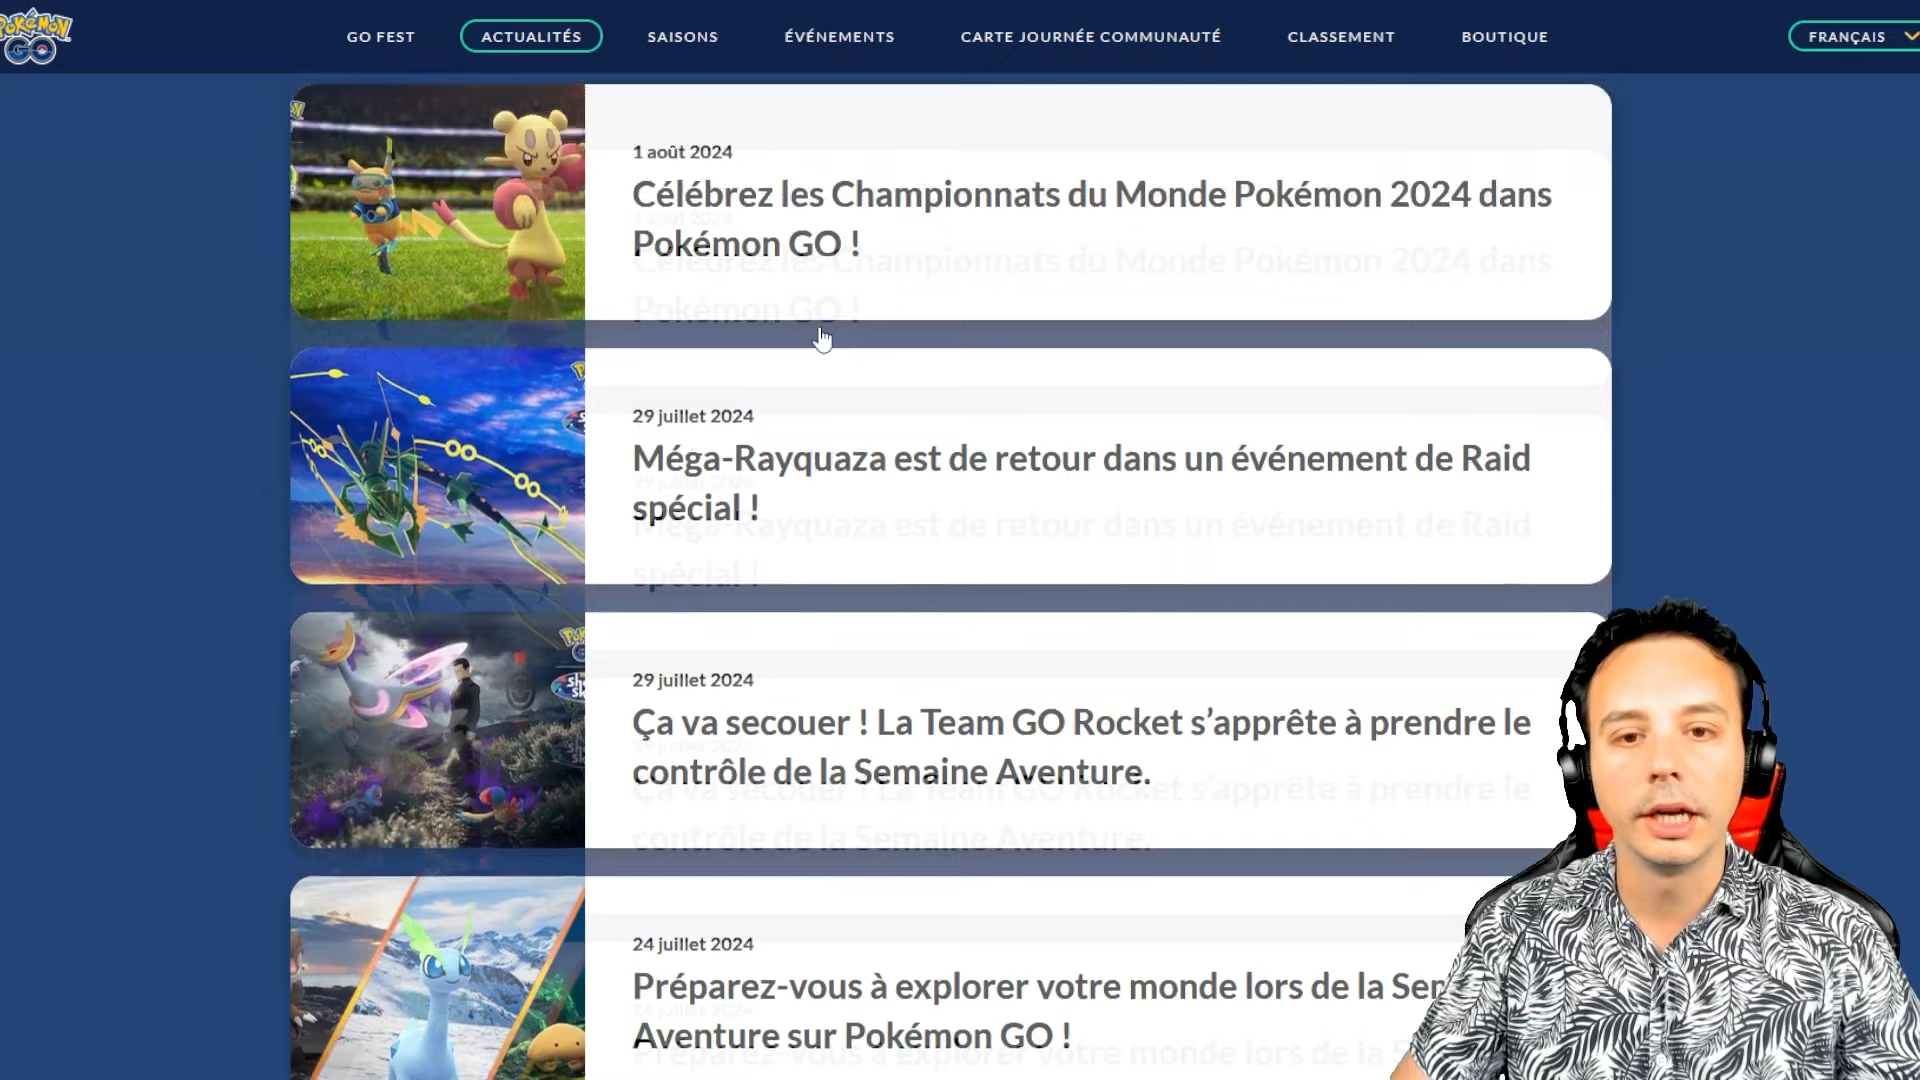 POKÉMON
GO
GO FEST
ACTUALITÉS
SAISONS
ÉVÉNEMENTS
CARTE JOURNÉE COMMUNAUTÉ
CLASSEMENT
BOUTIQUE
FRANÇAIS
1 août 2024
Célébrez les Championnats du Monde Pokémon 2024 dans
Pokémon GO !
29 juillet 2024
Méga-Rayquaza est de retour dans un événement de Raid
spécial !
29 juillet 2024
Ça va secouer ! La Team GO Rocket s’apprête à prendre le
contrôle de la Semaine Aventure.
24 juillet 2024
Préparez-vous à explorer votre monde lors de la
Aventure sur Pokémon GO !